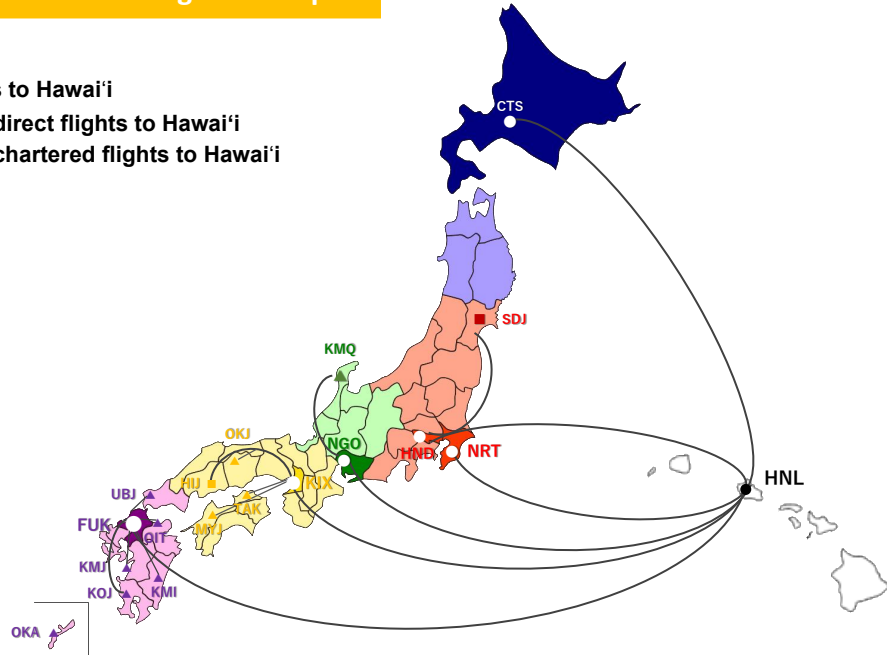 s to Hawaiʻi
direct flights to Hawaiʻi
chartered flights to Hawaiʻi
CTS
SDJ
KMQ
OKJ
NGO
HND
NRT
HIJ
KIX
HNL
UBJ
TAK
FUK
MYJ
OIT
KMJ
KOJ
KMI
OKA